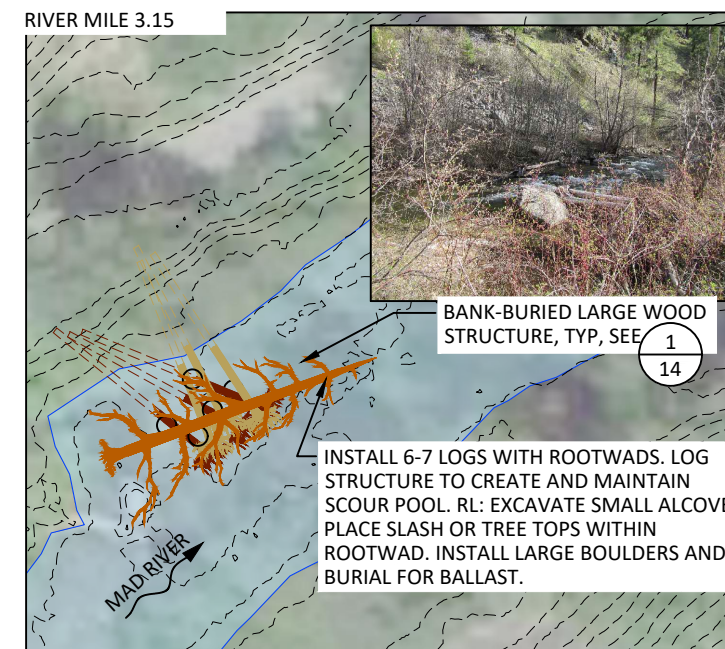 RIVER MILE 3.15
BANK-BURIED LARGE WOOD
STRUCTURE, TYP, SEE
1
14
INSTALL 6-7 LOGS WITH ROOTWADS. LOG
STRUCTURE TO CREATE AND MAINTAIN
SCOUR POOL. RL: EXCAVATE SMALL ALCOVE
PLACE SLASH OR TREE TOPS WITHIN
ROOTWAD. INSTALL LARGE BOULDERS AND
BURIAL FOR BALLAST.
MAD RIVER